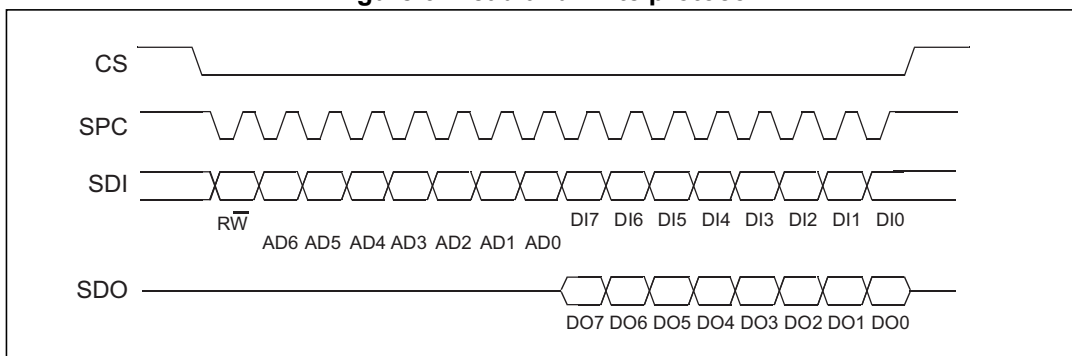 CS
SPC
SDI
RW
DI7 DI6 DI5 DI4 DI3 DI2 DI1 DI0
AD6 AD5 AD4 AD3 AD2 AD1 AD0
SDO
DO7 DO6 DO5 DO4 DO3 DO2 DO1 DO0